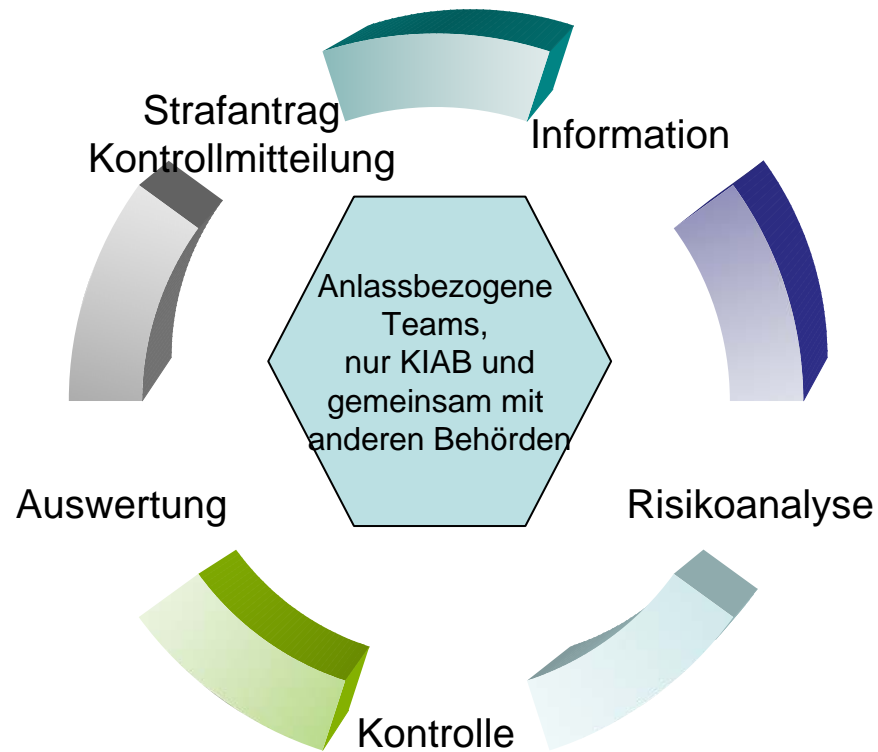 Strafantrag
Kontrollmitteilung
Information
Anlassbezogene
Teams,
nur KIAB und
gemeinsam mit
anderen Behörden
Auswertung
Risikoanalyse
Kontrolle